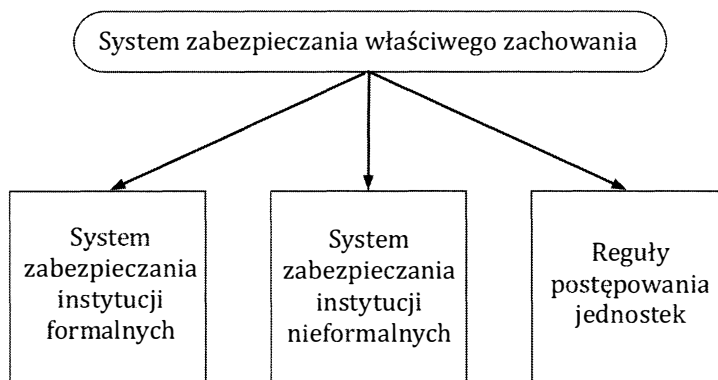 System zabezpieczania właściwego zachowania
System
zabezpieczania
instytucji
formalnych
System
zabezpieczania
instytucji
nieformalnych
Reguły
postępowania
jednostek